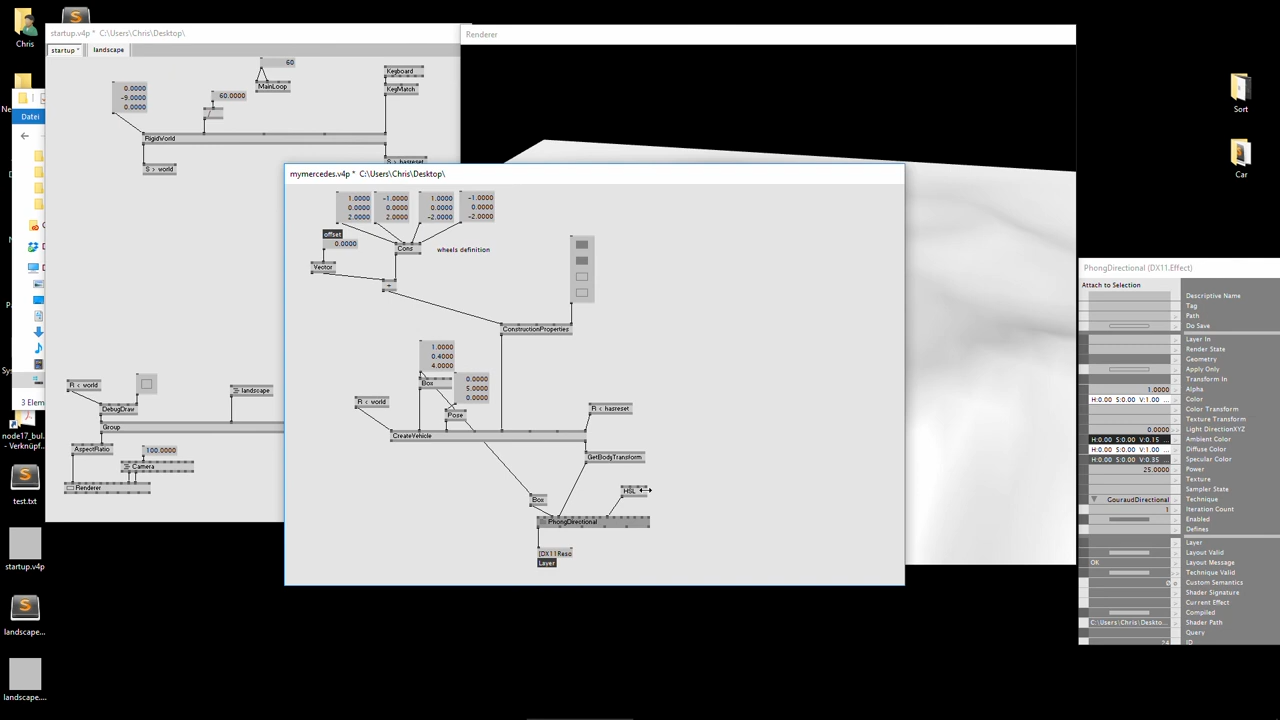 Chris
startup.v4p * C:\Users\Chris\Desktop\
startup *
landscape
0.0000
-9.0000
0.0000
60.0000
60
MainLoop
Keyboard
KeyMatch
RigidWorld
S > world
S > hasreset
Renderer
Datei
3 Elem
mymercedes.v4p * C:\Users\Chris\Desktop\
1.0000
0.0000
2.0000
-1.0000
0.0000
2.0000
1.0000
0.0000
-2.0000
-1.0000
0.0000
-2.0000
offset
0.0000
Cons
wheels definition
Vector
+
ConstructionProperties
1.0000
0.4000
4.0000
Box
0.0000
5.0000
0.0000
R < world
Pose
R < hasreset
CreateVehicle
GetBodyTransform
HSL
Box
PhongDirectional
[DX11Reso
Layer
R < world
DebugDraw
landscape
Group
AspectRatio
100.0000
Camera
Renderer
node17_bul...
- Verknüpf...
test.txt
startup.v4p
landscape...
landscape....
Sort
Car
PhongDirectional (DX11.Effect)
Attach to Selection
Descriptive Name
Tag
Path
Do Save
Layer In
Render State
Geometry
Apply Only
Transform In
1.0000 Alpha
H:0.00 S:0.00 V:1.00 ... Color
Color Transform
Texture Transform
0.0000 Light DirectionXYZ
H:0.00 S:0.00 V:0.15 ... Ambient Color
H:0.00 S:0.00 V:1.00 ... Diffuse Color
H:0.00 S:0.00 V:0.35 ... Specular Color
25.0000 Power
Texture
Sampler State
GouraudDirectional Technique
1 Iteration Count
Enabled
Defines
Layer
Layout Valid
OK Layout Message
Technique Valid
Custom Semantics
Shader Signature
Current Effect
Compiled
C:\Users\Chris\Deskto... Shader Path
Query
24 ID